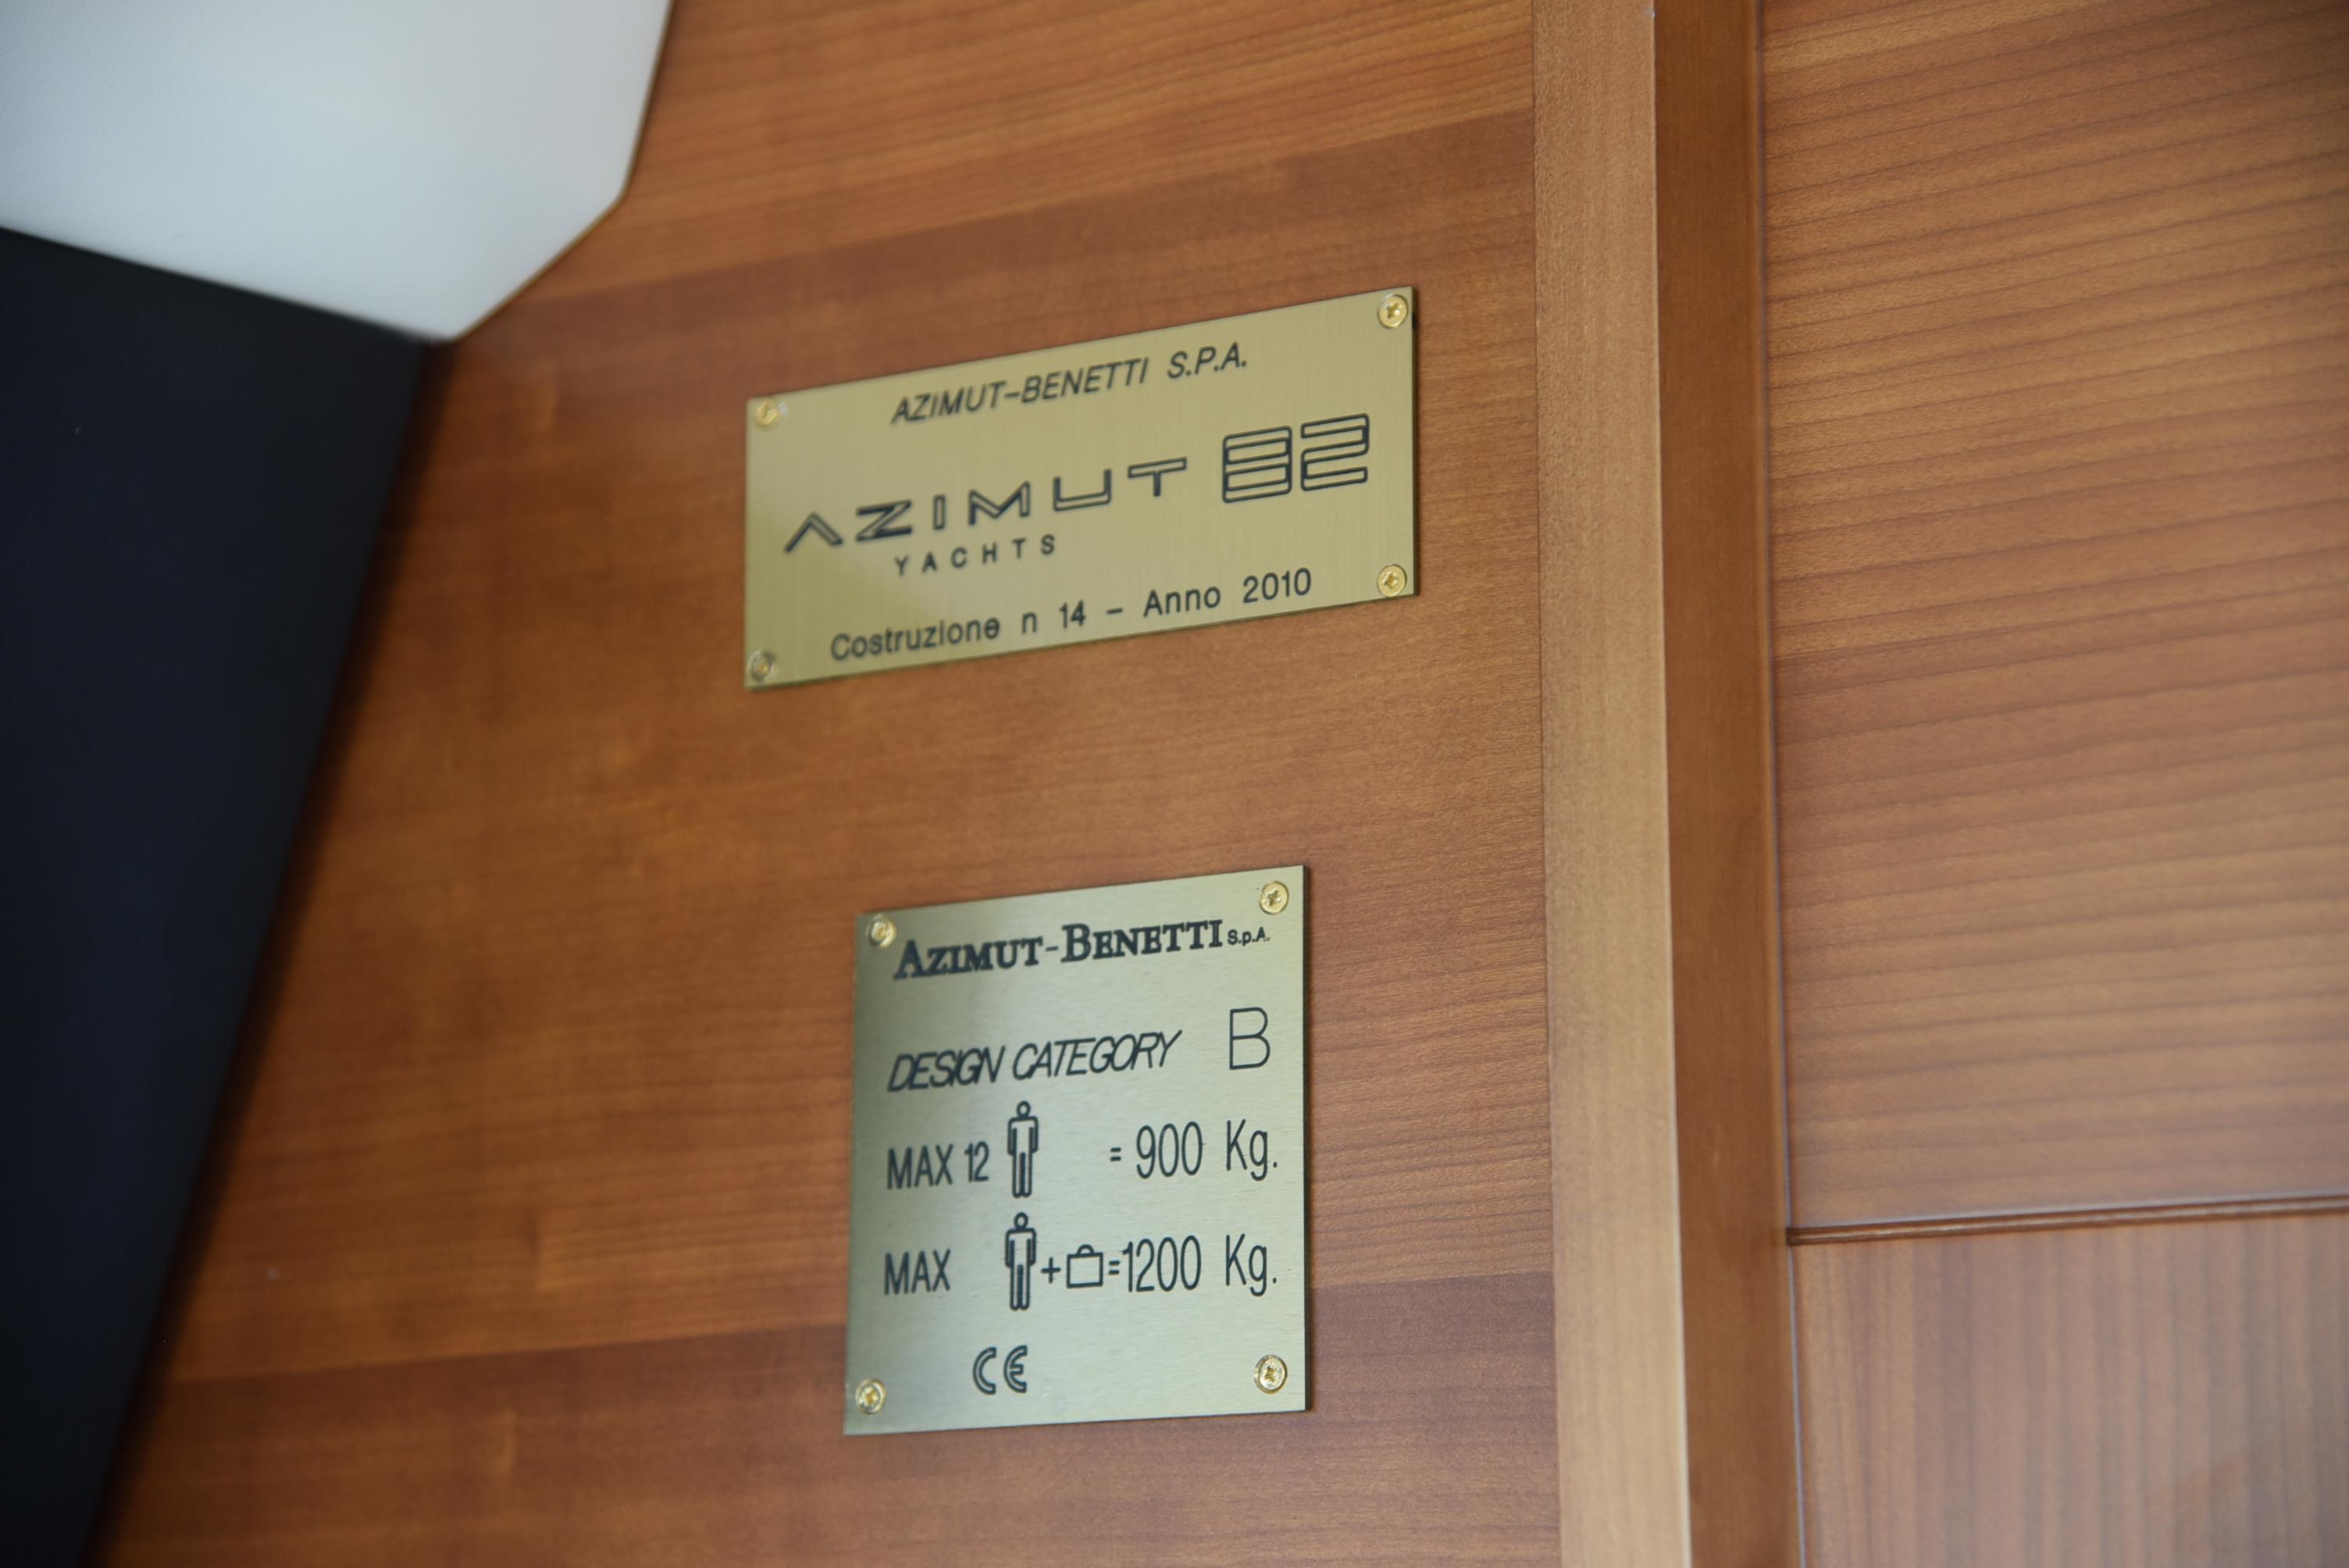 AZIMUT-BENETTI S.P.A.
AZIMUT 82
YACHTS
Costruzione n 14 - Anno 2010
AZIMUT-BENETTI S.p.A.
DESIGN CATEGORY B
MAX 12 = 900 Kg.
MAX + =1200 Kg.
CE